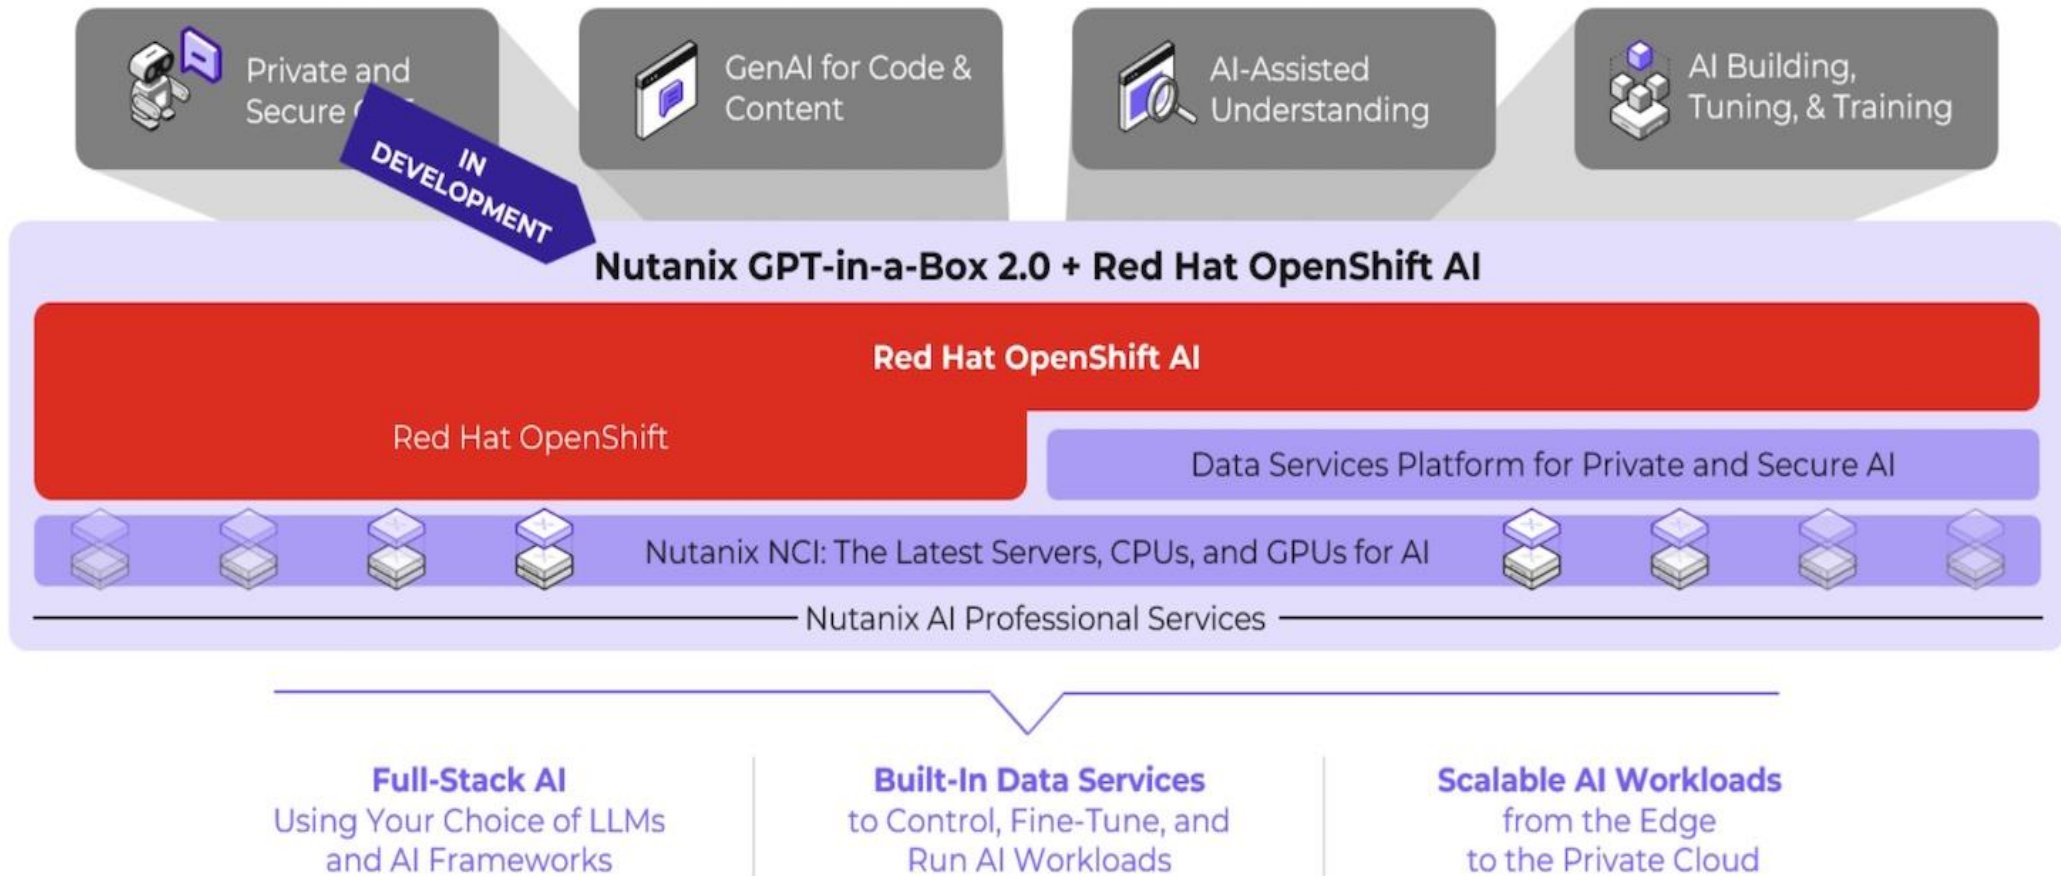 Private and
Secure
GenAI for Code &
Content
AI-Assisted
Understanding
AI Building,
Tuning, & Training
IN
DEVELOPMENT
Nutanix GPT-in-a-Box 2.0 + Red Hat OpenShift AI
Red Hat OpenShift AI
Red Hat OpenShift
Data Services Platform for Private and Secure AI
Nutanix NCI: The Latest Servers, CPUs, and GPUs for AI
Nutanix AI Professional Services
Full-Stack AI
Using Your Choice of LLMs
and AI Frameworks
Built-In Data Services
to Control, Fine-Tune, and
Run AI Workloads
Scalable AI Workloads
from the Edge
to the Private Cloud